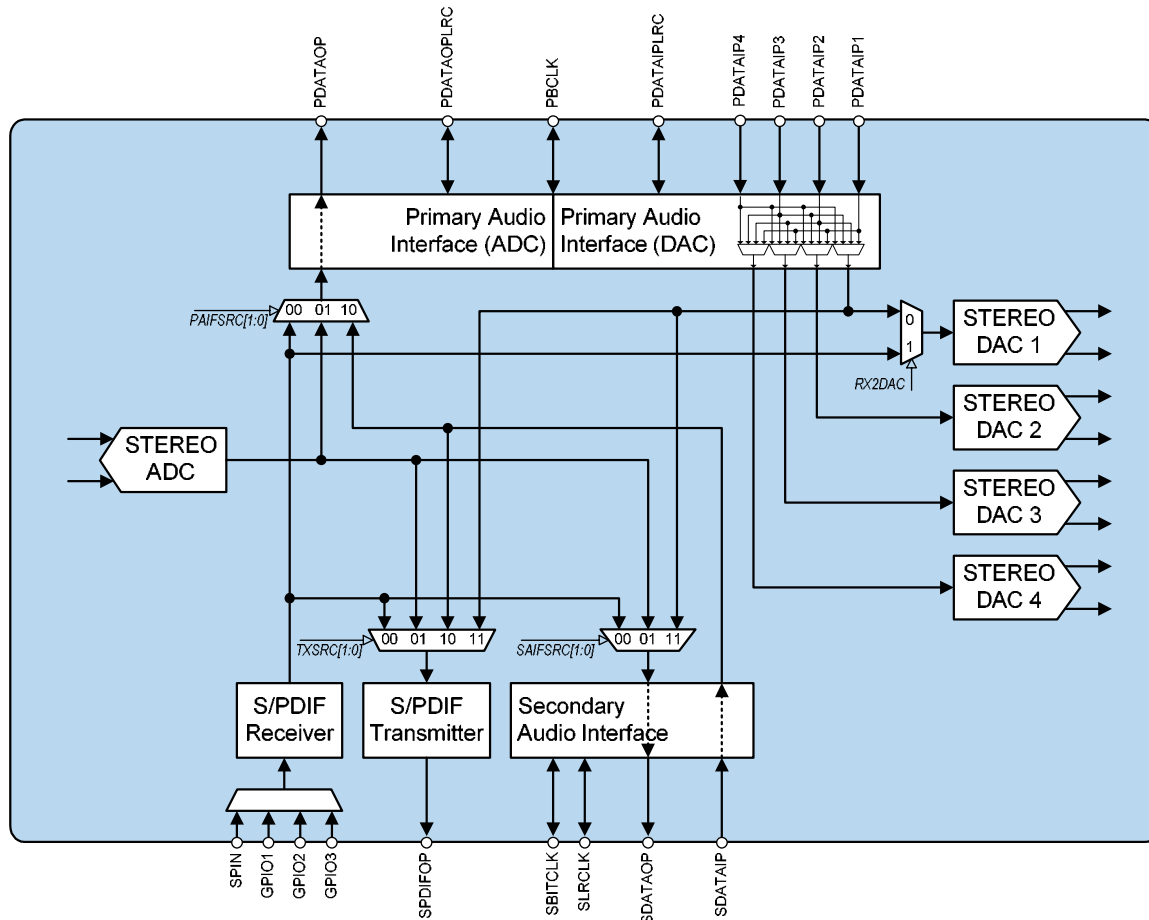 PDATAOP
PDATAOPLRC
PBCLK
PDATAIPLRC
PDATAIP4
PDATAIP3
PDATAIP2
PDATAIP1
Primary Audio
Interface (ADC)
Primary Audio
Interface (DAC)
PAIFSRC[1:0]
00 01 10
0
1
RX2DAC
STEREO
DAC 1
STEREO
DAC 2
STEREO
ADC
STEREO
DAC 3
STEREO
DAC 4
TXSRC[1:0]
00 01 10 11
SAIFSRC[1:0]
00 01 11
S/PDIF
Receiver
S/PDIF
Transmitter
Secondary
Audio Interface
SPIN
GPIO1
GPIO2
GPIO3
SPDIFOP
SBITCLK
SLRCLK
SDATAOP
SDATAIP